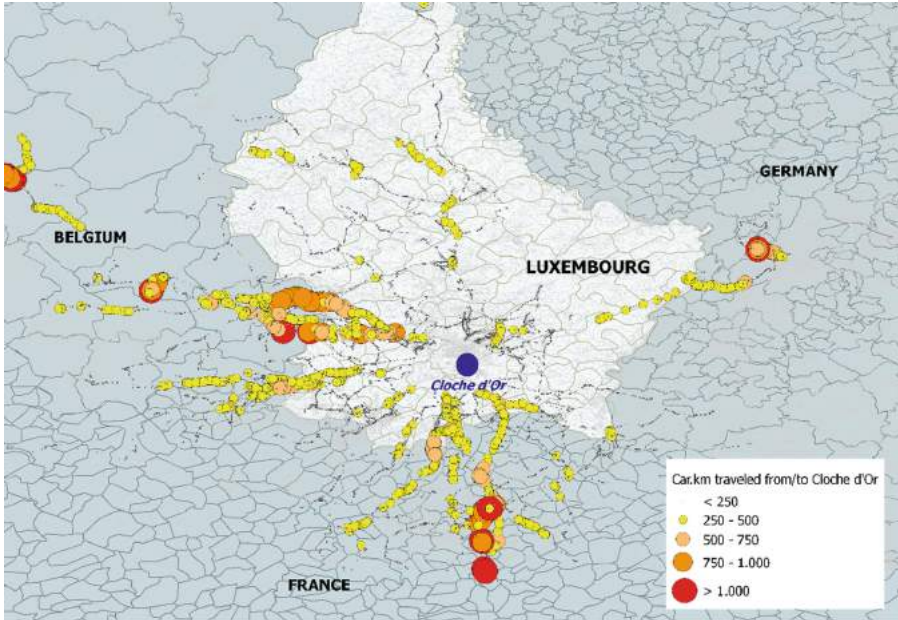 GERMANY
BELGIUM
LUXEMBOURG
Cloche d'Or
FRANCE
Car.km traveled from/to Cloche d'Or
< 250
250 - 500
500 - 750
750 - 1.000
> 1.000